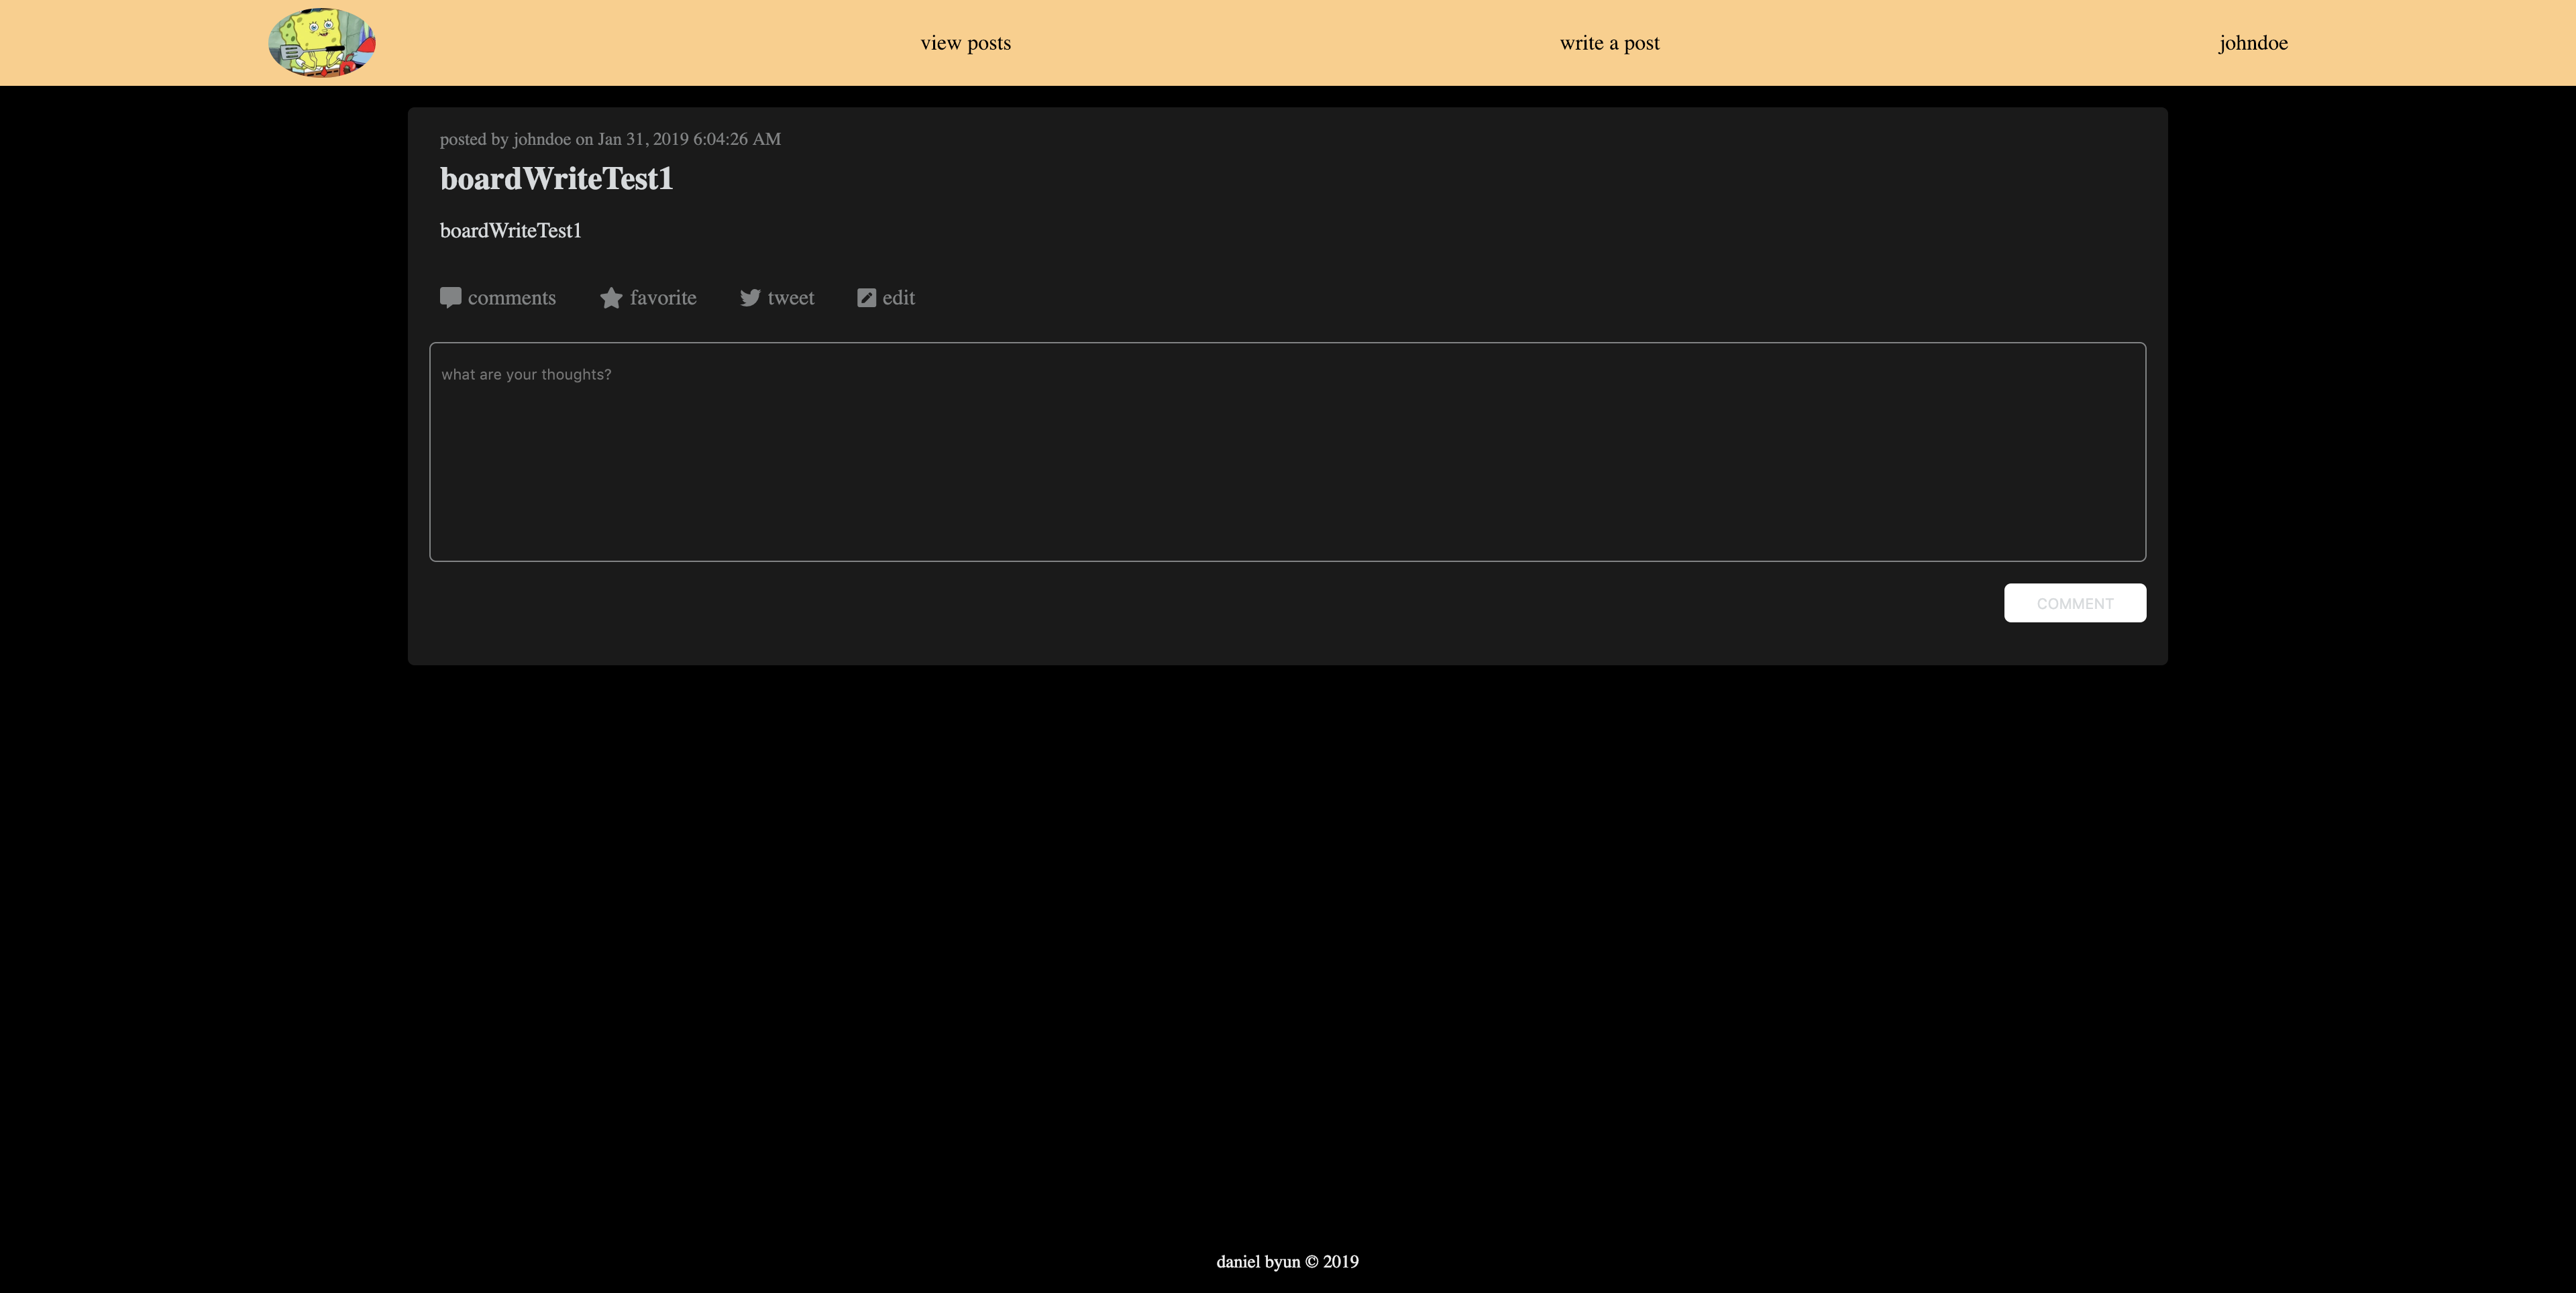 view posts
write a post
johndoe
posted by johndoe on Jan 31, 2019 6:04:26 AM
boardWriteTest1
boardWriteTest1
comments favorite tweet edit
what are your thoughts?
COMMENT
daniel byun © 2019